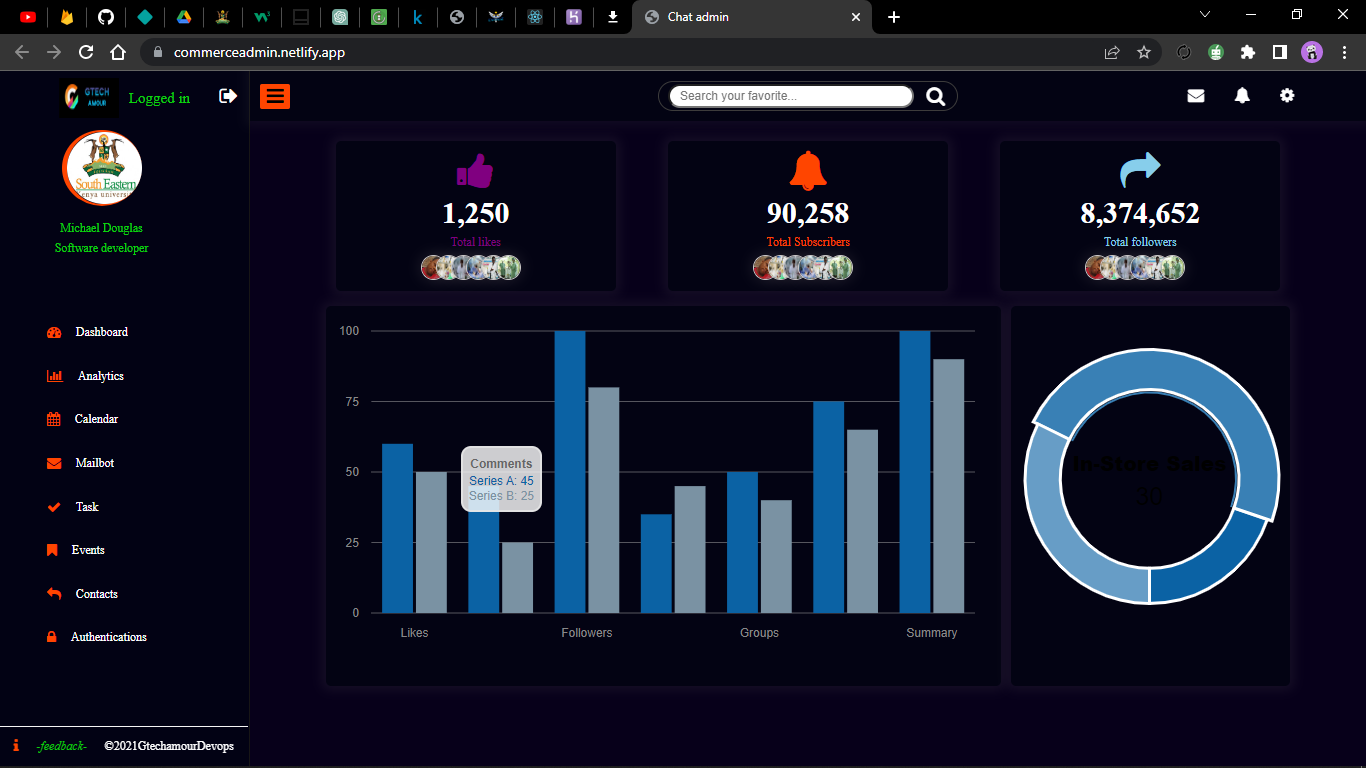 Chat admin
commerceadmin.netlify.app
GTECH
AMOUR
Logged in
Search your favorite...
South Eastern
enya univers
Michael Douglas
Software developer
1,250
Total likes
90,258
Total Subscribers
8,374,652
Total followers
Dashboard
Analytics
Calendar
Mailbot
Task
Events
Contacts
Authentications
100
75
50
25
0
Comments
Series A: 45
Series B: 25
Likes
Followers
Groups
Summary
In-Store Sales
30
-feedback-
©2021GtechamourDevops